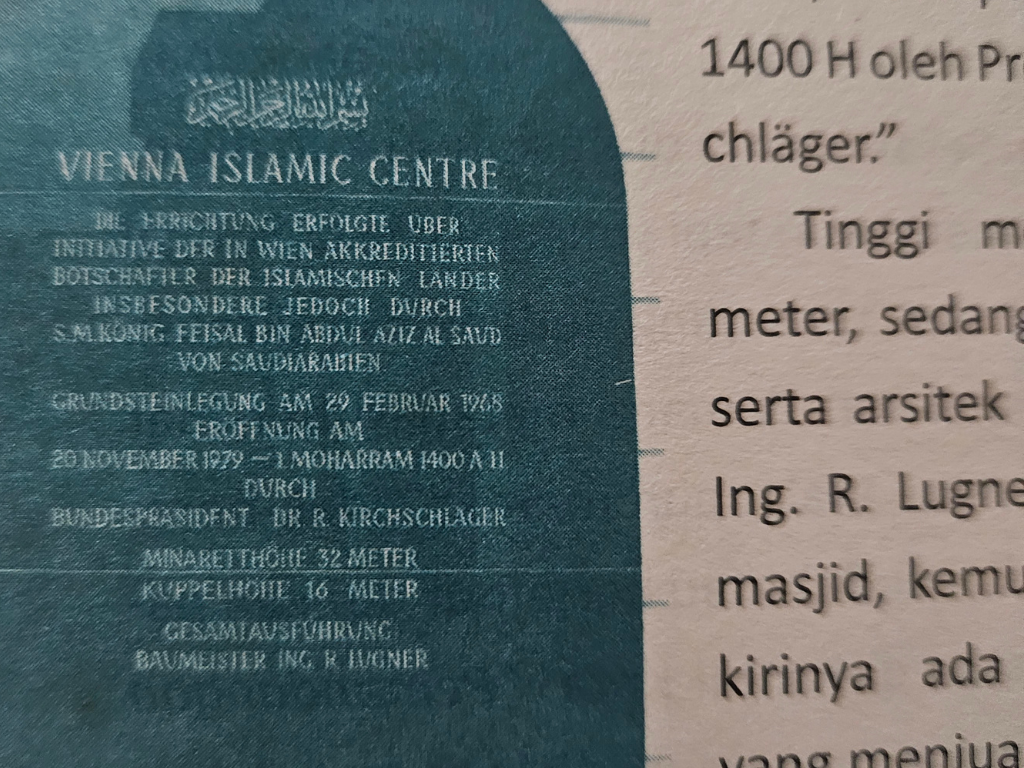 بسم الله الرحمن الرحيم
VIENNA ISLAMIC CENTRE
DIE ERRICHTUNG ERFOLGTE ÜBER
INITIATIVE DER IN WIEN AKKREDITIERTEN
BOTSCHAFTER DER ISLAMISCHEN LÄNDER
INSBESONDERE JEDOCH DURCH
S.M.KÖNIG FEISAL BIN ABDUL AZIZ AL SAUD
VON SAUDIARABIEN
GRUNDSTEINLEGUNG AM 29 FEBRUAR 1968
ERÖFFNUNG AM
20 NOVEMBER 1979 – 1 MOHARRAM 1400 A H
DURCH
BUNDESPRÄSIDENT DR R. KIRCHSCHLÄGER
MINARETTHÖHE 32 METER
KUPPELHÖHE 16 METER
GESAMTAUSFÜHRUNG
BAUMEISTER ING. R. LUGNER
1400 H oleh Pr
chläger.”
Tinggi m
meter, sedang
serta arsitek
Ing. R. Lugne
masjid, kemu
kirinya ada
yang menjua